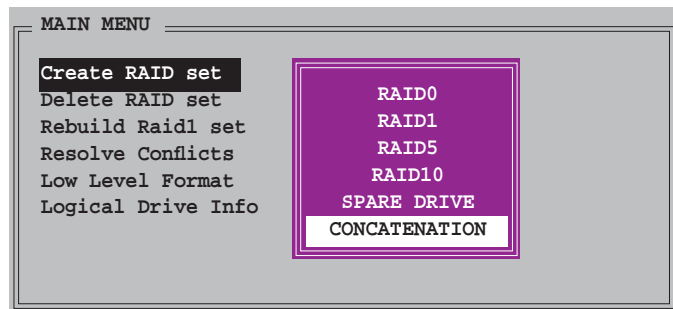 MAIN MENU
Create RAID set
Delete RAID set
Rebuild Raid1 set
Resolve Conflicts
Low Level Format
Logical Drive Info
RAID0
RAID1
RAID5
RAID10
SPARE DRIVE
CONCATENATION